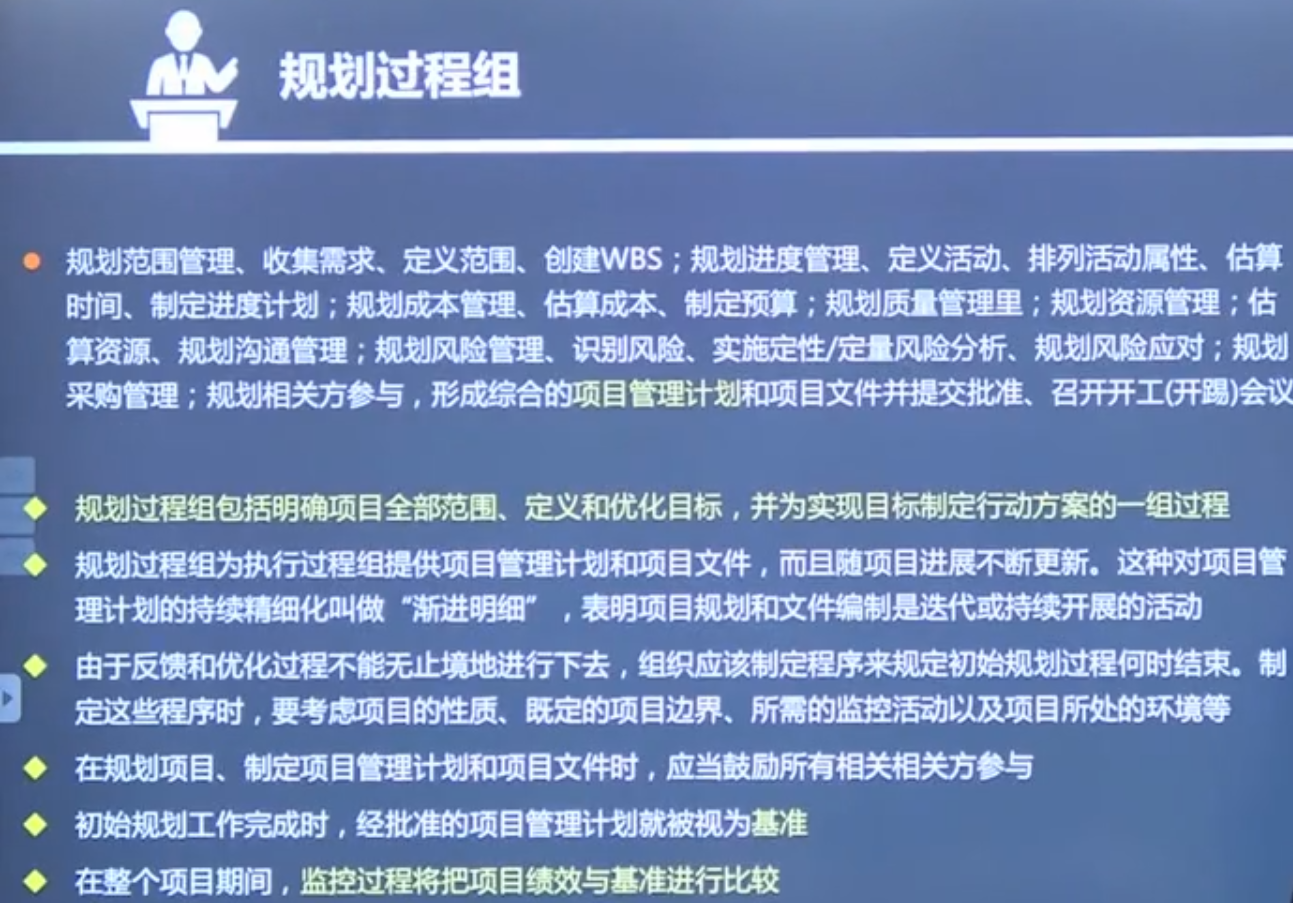 规划过程组
规划范围管理、收集需求、定义范围、创建WBS；规划进度管理、定义活动、排列活动属性、估算
时间、制定进度计划；规划成本管理、估算成本、制定预算；规划质量管理里；规划资源管理；估
算资源、规划沟通管理；规划风险管理、识别风险、实施定性/定量风险分析、规划风险应对；规划
采购管理；规划相关方参与，形成综合的项目管理计划和项目文件并提交批准、召开开工(开踢)会议
规划过程组包括明确项目全部范围、定义和优化目标，并为实现目标制定行动方案的一组过程
规划过程组为执行过程组提供项目管理计划和项目文件，而且随项目进展不断更新。这种对项目管
理计划的持续精细化叫做“渐进明细”，表明项目规划和文件编制是迭代或持续开展的活动
由于反馈和优化过程不能无止境地进行下去，组织应该制定程序来规定初始规划过程何时结束。制
定这些程序时，要考虑项目的性质、既定的项目边界、所需的监控活动以及项目所处的环境等
在规划项目、制定项目管理计划和项目文件时，应当鼓励所有相关相关方参与
初始规划工作完成时，经批准的项目管理计划就被视为基准
在整个项目期间，监控过程将把项目绩效与基准进行比较